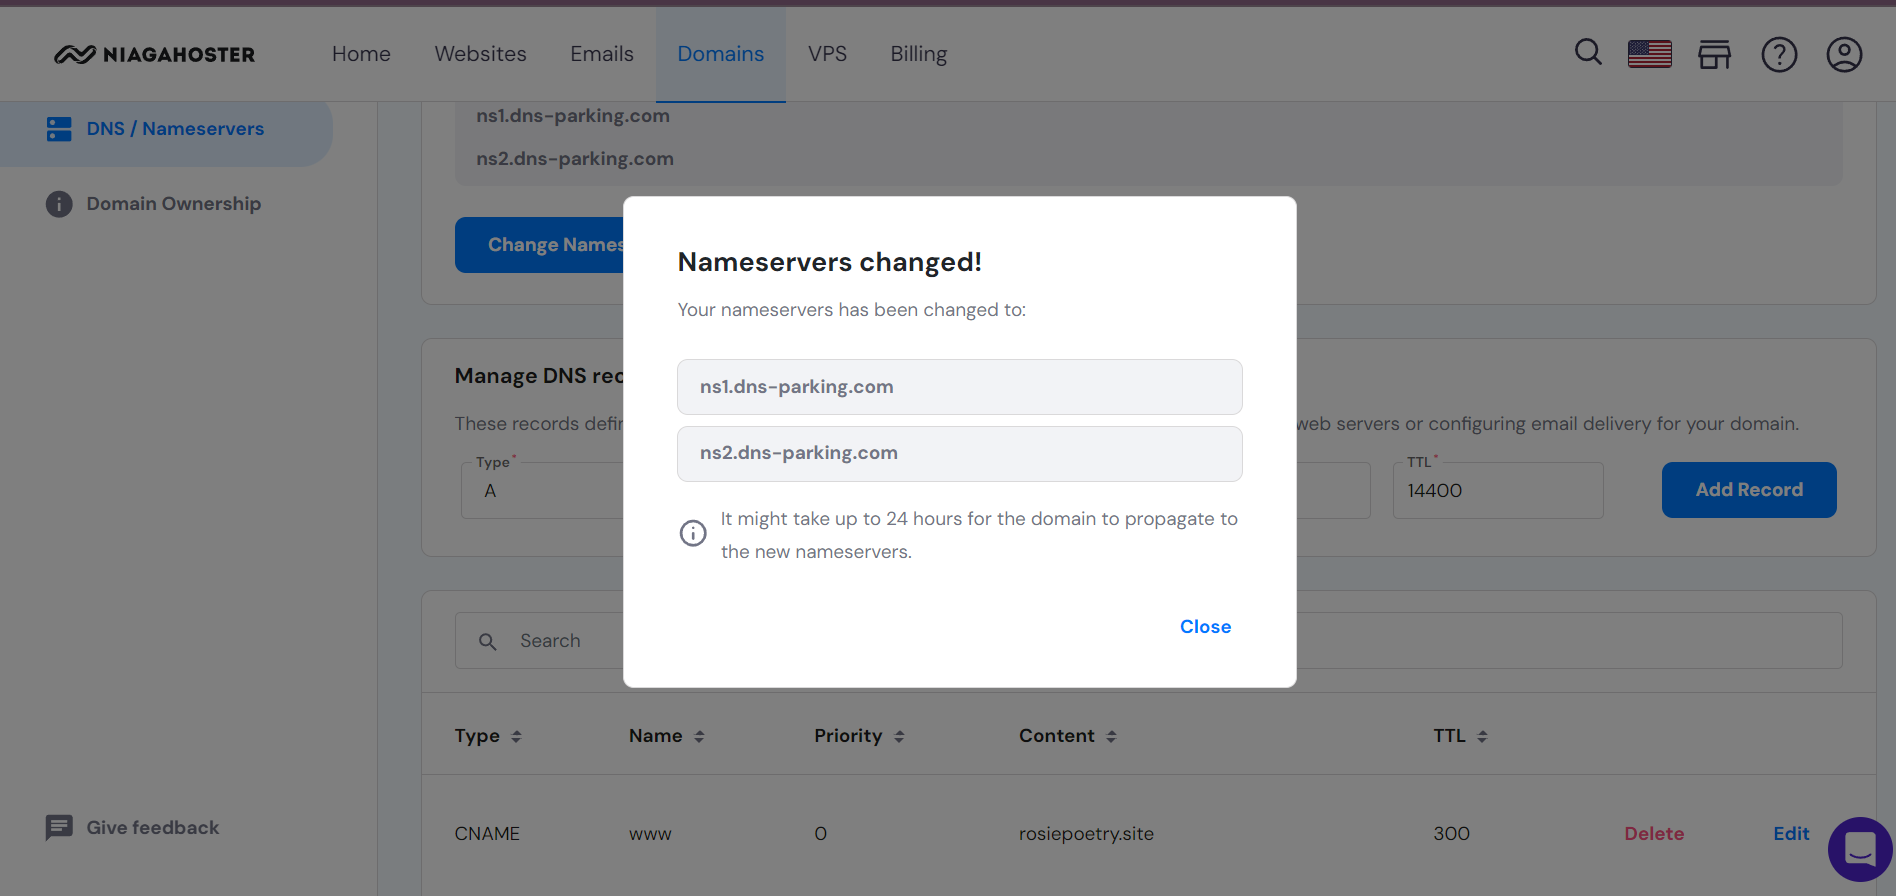 NIAGAHOSTER
Home
Websites
Emails
Domains
VPS
Billing
DNS / Nameservers
Domain Ownership
ns1.dns-parking.com
ns2.dns-parking.com
Change Names
Nameservers changed!
Your nameservers has been changed to:
ns1.dns-parking.com
ns2.dns-parking.com
It might take up to 24 hours for the domain to propagate to
the new nameservers.
Close
Manage DNS rec
These records defin
web servers or configuring email delivery for your domain.
Type*
A
TTL*
14400
Add Record
Search
Type
Name
Priority
Content
TTL
CNAME
www
0
rosiepoetry.site
300
Delete
Edit
Give feedback